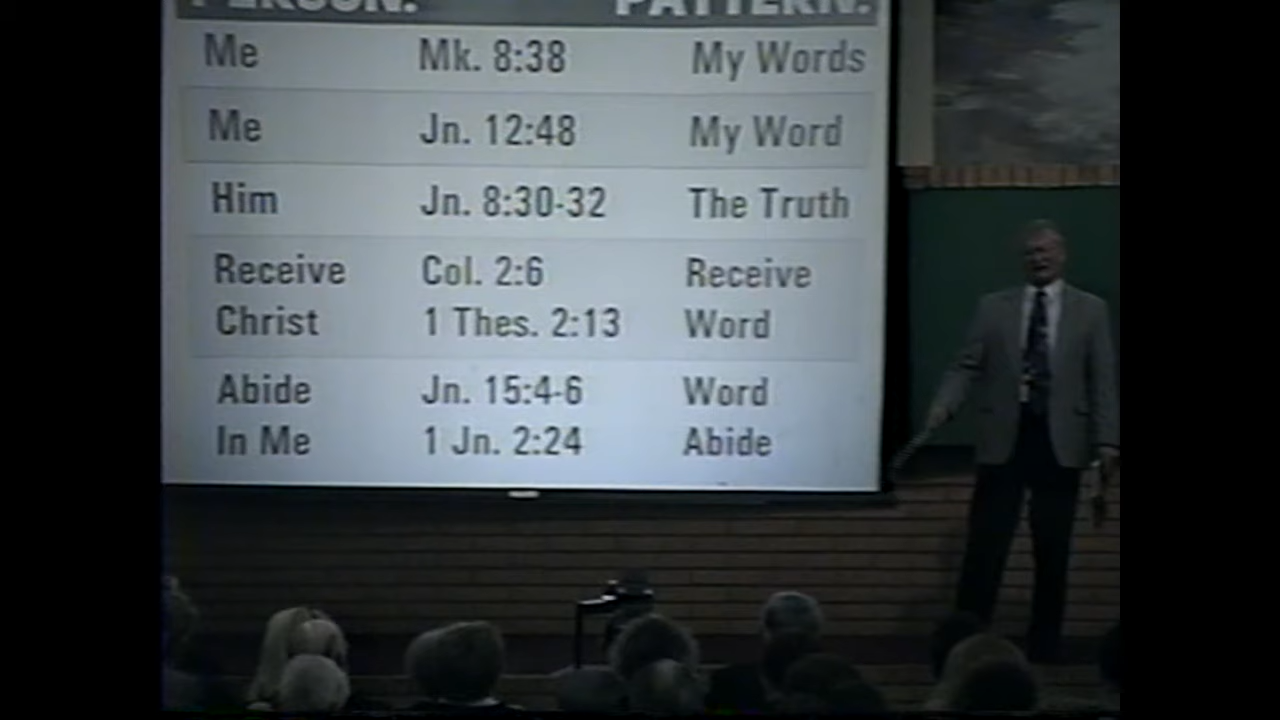 PERSON: PATTERN:
Me Mk. 8:38 My Words
Me Jn. 12:48 My Word
Him Jn. 8:30-32 The Truth
Receive Col. 2:6 Receive
Christ 1 Thes. 2:13 Word
Abide Jn. 15:4-6 Word
In Me 1 Jn. 2:24 Abide